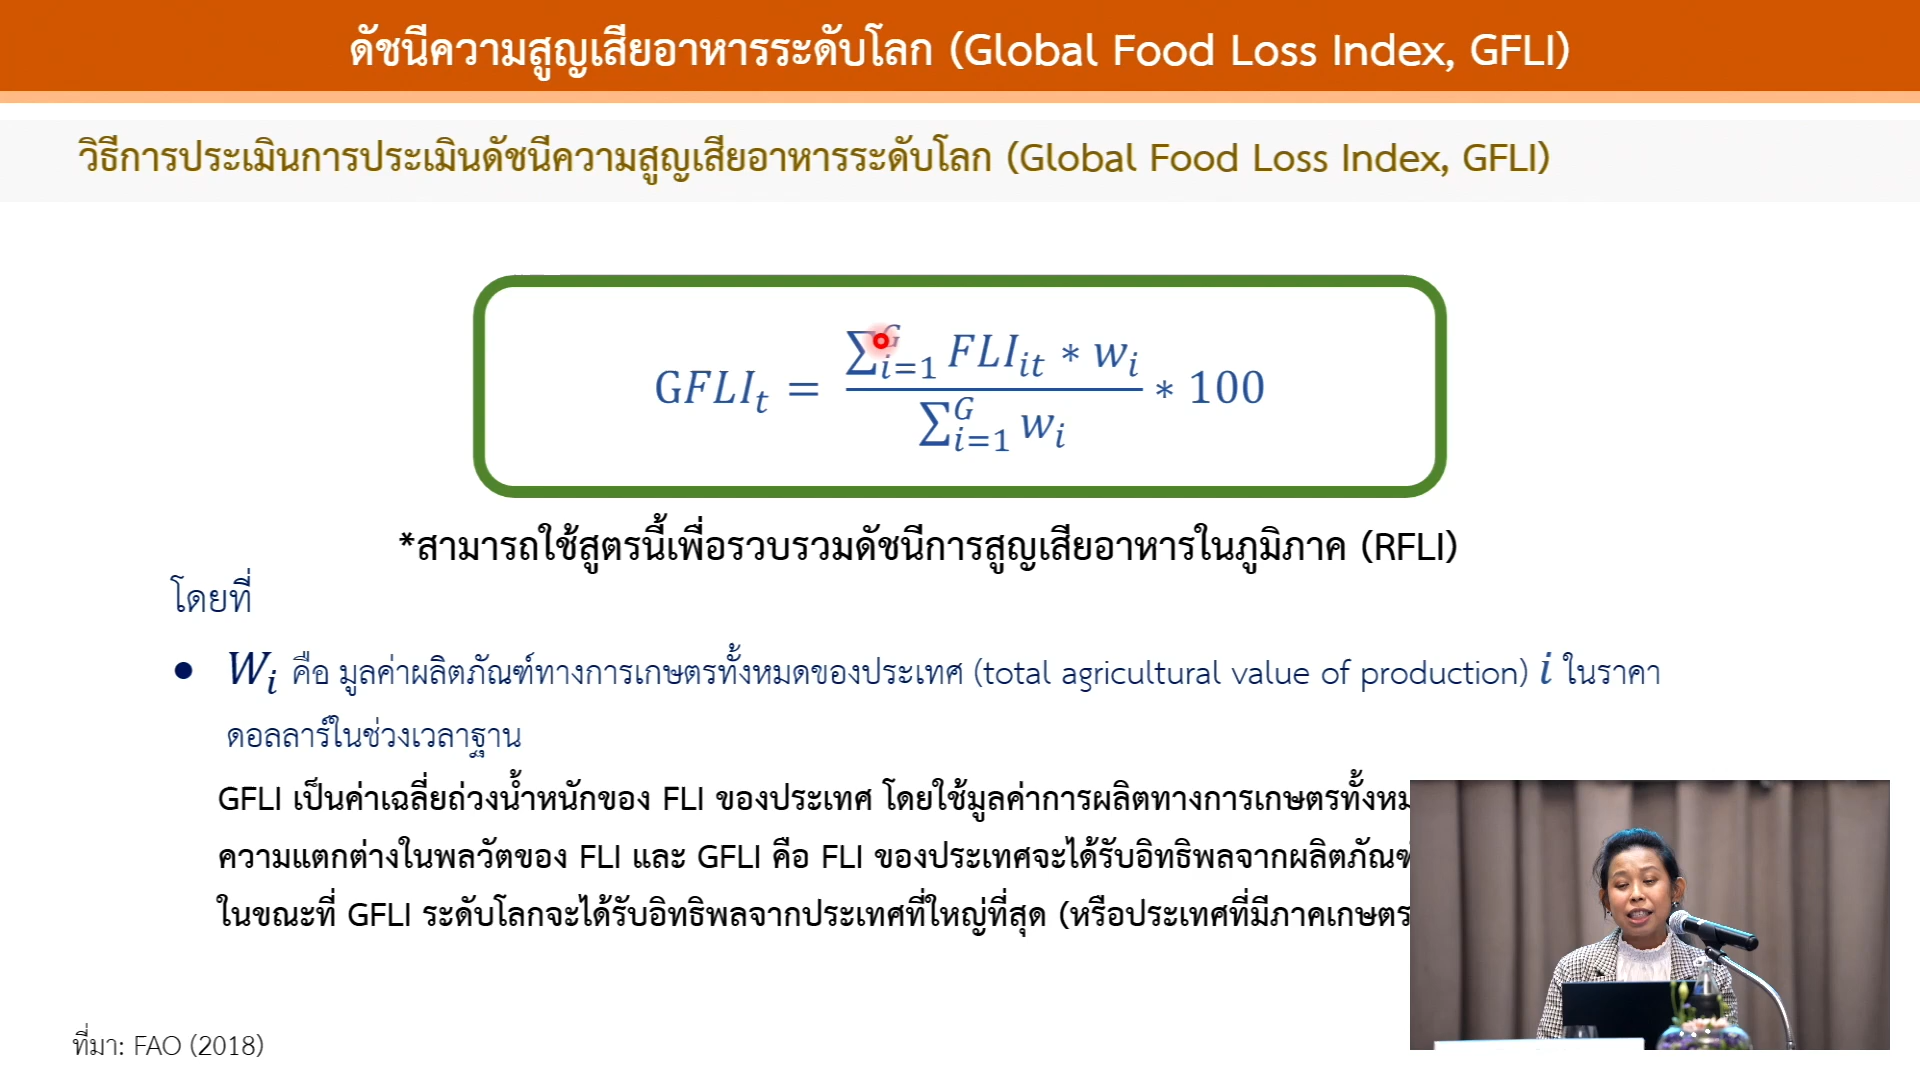 ดัชนีความสูญเสียอาหารระดับโลก (Global Food Loss Index, GFLI)
วิธีการประเมินการประเมินดัชนีความสูญเสียอาหารระดับโลก (Global Food Loss Index, GFLI)
GFLI_t = \frac{\sum_{i=1}^{G} FLI_{it} * w_i}{\sum_{i=1}^{G} w_i} * 100
*สามารถใช้สูตรนี้เพื่อรวบรวมดัชนีการสูญเสียอาหารในภูมิภาค (RFLI)
โดยที่
● W_i คือ มูลค่าผลิตภัณฑ์ทางการเกษตรทั้งหมดของประเทศ (total agricultural value of production) i ในราคา
ดอลลาร์ในช่วงเวลาฐาน
GFLI เป็นค่าเฉลี่ยถ่วงน้ำหนักของ FLI ของประเทศ โดยใช้มูลค่าการผลิตทางการเกษตร
ความแตกต่างในพลวัตของ FLI และ GFLI คือ FLI ของประเทศจะได้รับอิทธิพลจาก
ในขณะที่ GFLI ระดับโลกจะได้รับอิทธิพลจากประเทศที่ใหญ่ที่สุด (หรือประเทศที่มีภาคเกษตร
ที่มา: FAO (2018)